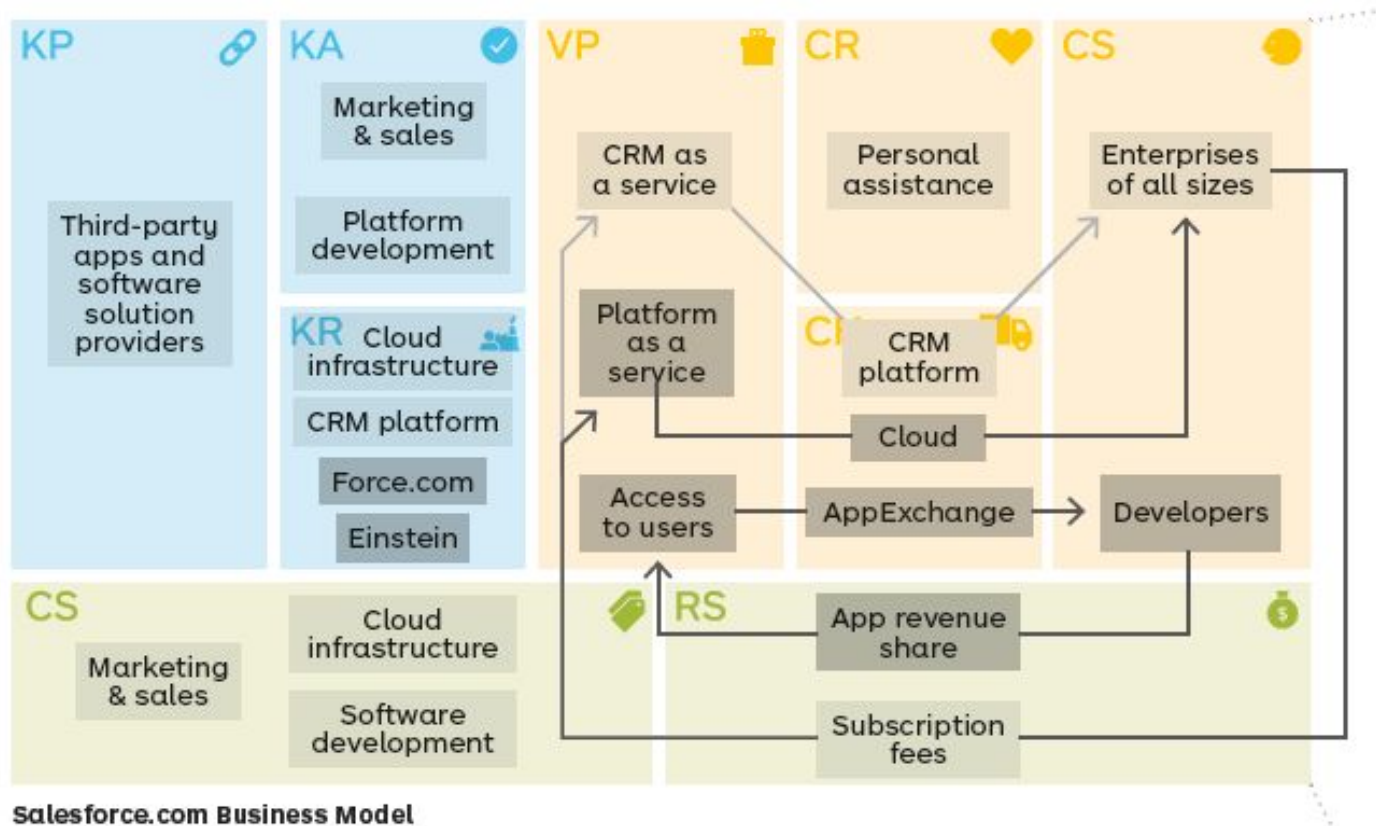 KP
Third-party
apps and
software
solution
providers
KA
Marketing
& sales
Platform
development
KR
Cloud
infrastructure
CRM platform
Force.com
Einstein
VP
CRM as
a service
Platform
as a
service
Access
to users
CR
Personal
assistance
CRM
platform
Cloud
AppExchange
CS
Enterprises
of all sizes
Developers
CS
Marketing
& sales
Cloud
infrastructure
Software
development
RS
App revenue
share
Subscription
fees
$
Salesforce.com Business Model